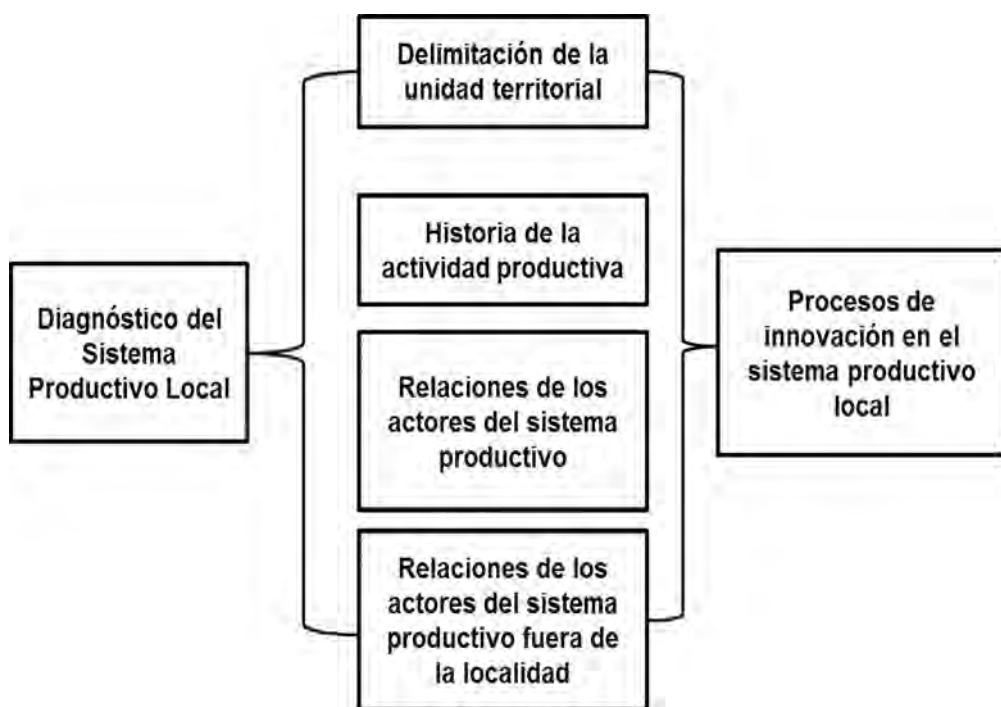 Diagnóstico del
Sistema
Productivo Local
Delimitación de la
unidad territorial
Historia de la
actividad productiva
Relaciones de los
actores del sistema
productivo
Relaciones de los
actores del sistema
productivo fuera de
la localidad
Procesos de
innovación en el
sistema productivo
local